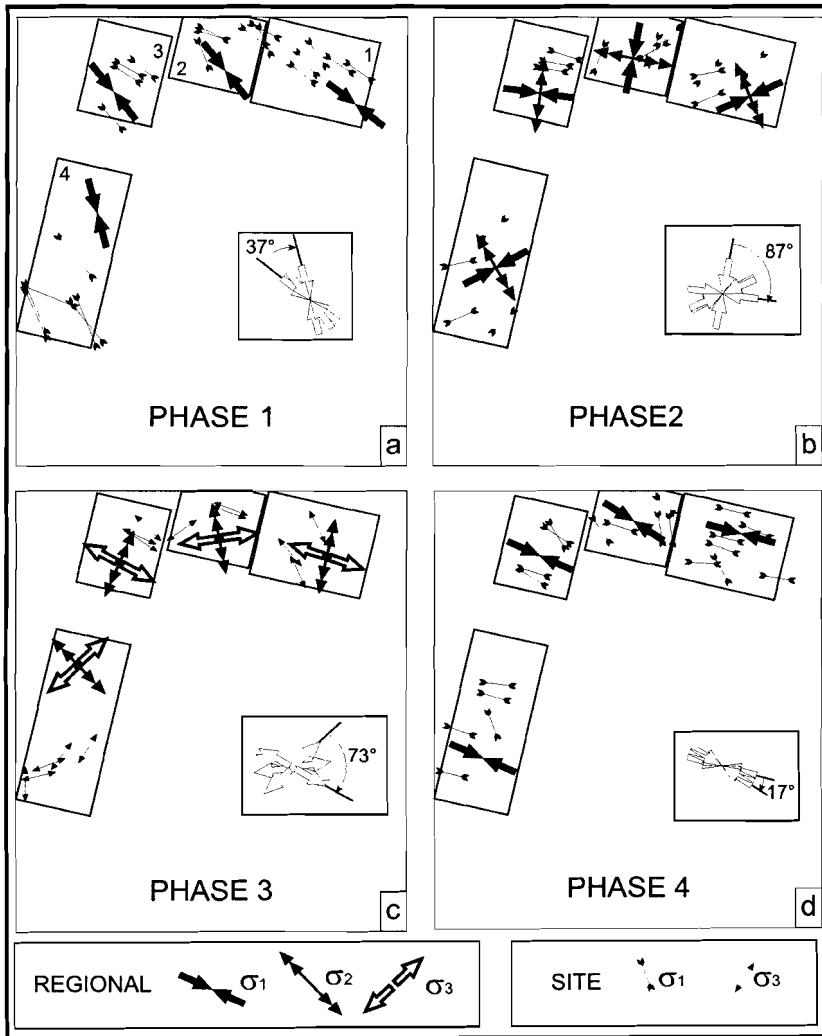 3
2
1
4
37°
PHASE 1
a
87°
PHASE2
b
73°
PHASE 3
c
17°
PHASE 4
d
REGIONAL σ1 σ2 σ3
SITE σ1 σ3